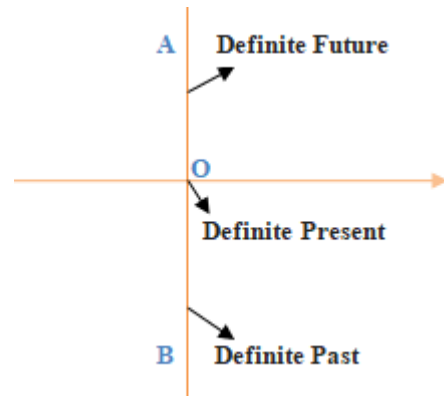 A Definite Future
O
Definite Present
B Definite Past